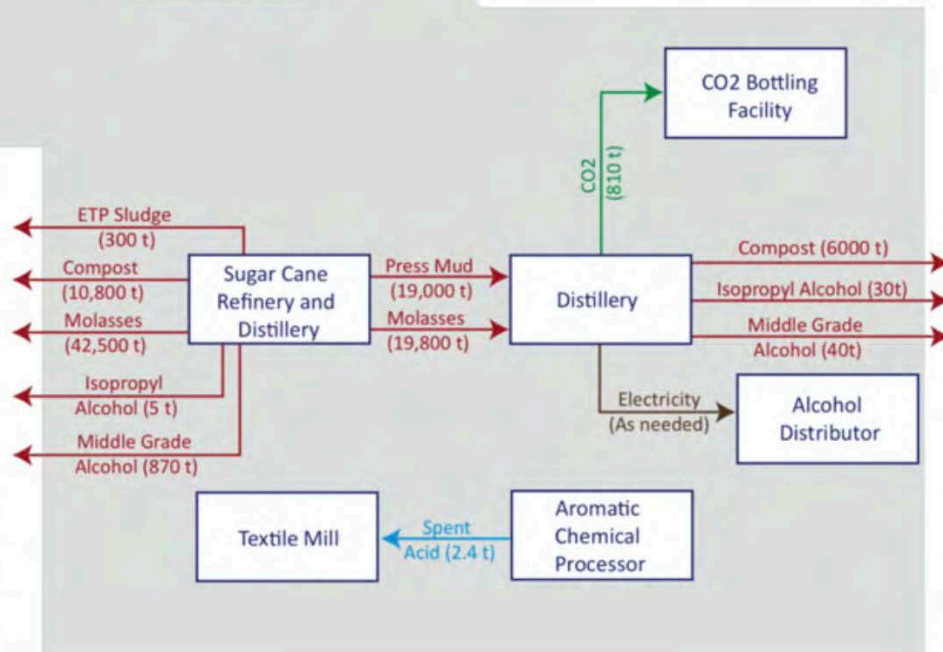 CO2 Bottling
Facility
CO2
(810 t)
ETP Sludge
(300 t)
Compost
(10,800 t)
Molasses
(42,500 t)
Isopropyl
Alcohol (5 t)
Middle Grade
Alcohol (870 t)
Sugar Cane
Refinery and
Distillery
Press Mud
(19,000 t)
Molasses
(19,800 t)
Distillery
Compost (6000 t)
Isopropyl Alcohol (30t)
Middle Grade
Alcohol (40t)
Electricity
(As needed)
Alcohol
Distributor
Textile Mill
Spent
Acid (2.4 t)
Aromatic
Chemical
Processor